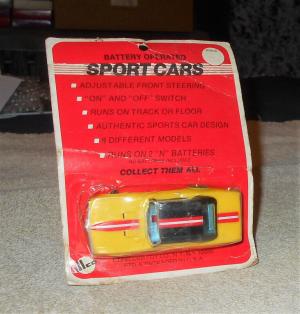 BATTERY OPERATED
SPORT CARS
ADJUSTABLE FRONT STEERING
"ON" AND "OFF" SWITCH
RUNS ON TRACK OR FLOOR
AUTHENTIC SPORTS CAR DESIGN
4 DIFFERENT MODELS
RUNS ON 2 "N" BATTERIES
COLLECT THEM ALL